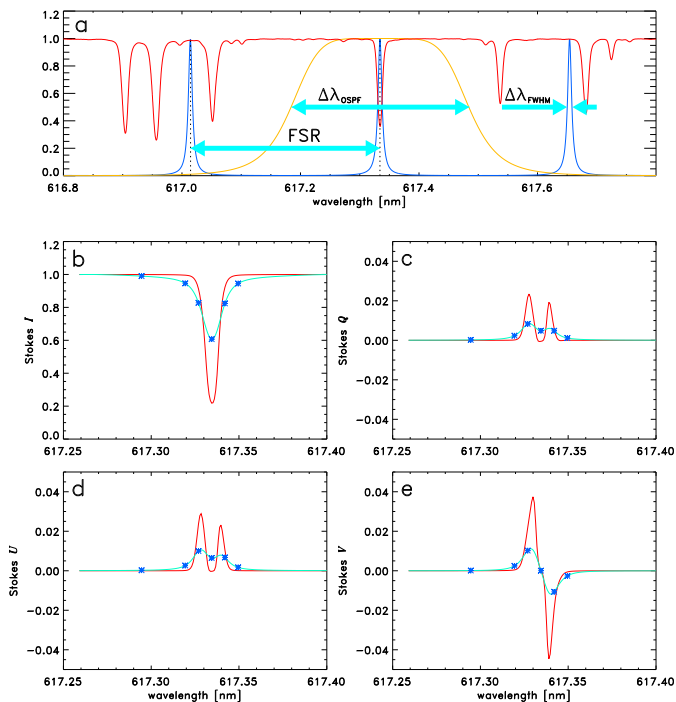 a
1.2
1.0
0.8
0.6
0.4
0.2
0.0
Δλ_OSPF
Δλ_FWHM
FSR
616.8 617.0 617.2 617.4 617.6
wavelength [nm]
b
Stokes I
1.2
1.0
0.8
0.6
0.4
0.2
0.0
617.25 617.30 617.35 617.40
c
Stokes Q
0.04
0.02
0.00
−0.02
−0.04
617.25 617.30 617.35 617.40
d
Stokes U
0.04
0.02
0.00
−0.02
−0.04
617.25 617.30 617.35 617.40
wavelength [nm]
e
Stokes V
0.04
0.02
0.00
−0.02
−0.04
617.25 617.30 617.35 617.40
wavelength [nm]